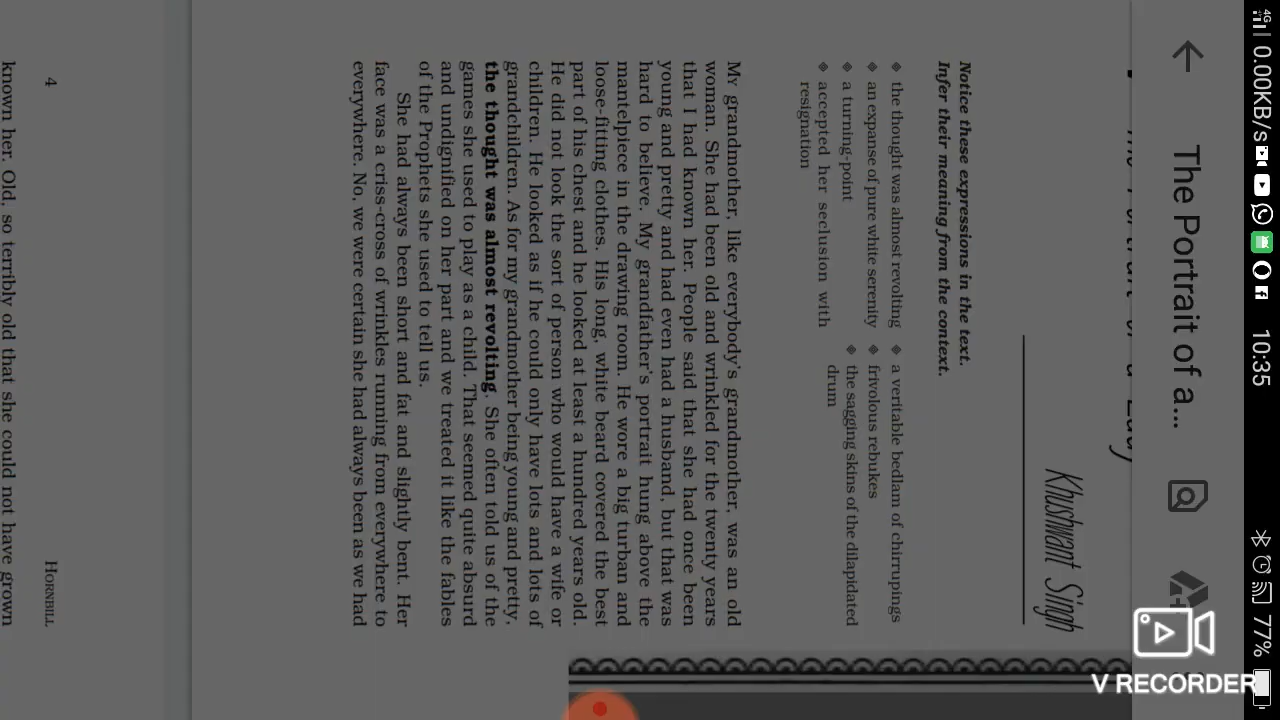 4G 0.00KB/s 10:35 77%
The Portrait of a...
Khushwant Singh
Notice these expressions in the text.
Infer their meaning from the context.
❖ the thought was almost revolting
❖ an expanse of pure white serenity
❖ a turning-point
❖ accepted her seclusion with
resignation
❖ a veritable bedlam of chirrupings
❖ frivolous rebukes
❖ the sagging skins of the dilapidated
drum
My grandmother, like everybody's grandmother, was an old
woman. She had been old and wrinkled for the twenty years
that I had known her. People said that she had once been
young and pretty and had even had a husband, but that was
hard to believe. My grandfather's portrait hung above the
mantelpiece in the drawing room. He wore a big turban and
loose-fitting clothes. His long, white beard covered the best
part of his chest and he looked at least a hundred years old.
He did not look the sort of person who would have a wife or
children. He looked as if he could only have lots and lots of
grandchildren. As for my grandmother being young and pretty,
the thought was almost revolting. She often told us of the
games she used to play as a child. That seemed quite absurd
and undignified on her part and we treated it like the fables
of the Prophets she used to tell us.
She had always been short and fat and slightly bent. Her
face was a criss-cross of wrinkles running from everywhere to
everywhere. No, we were certain she had always been as we had
4 HORNBILL
known her. Old, so terribly old that she could not have grown
V RECORDER